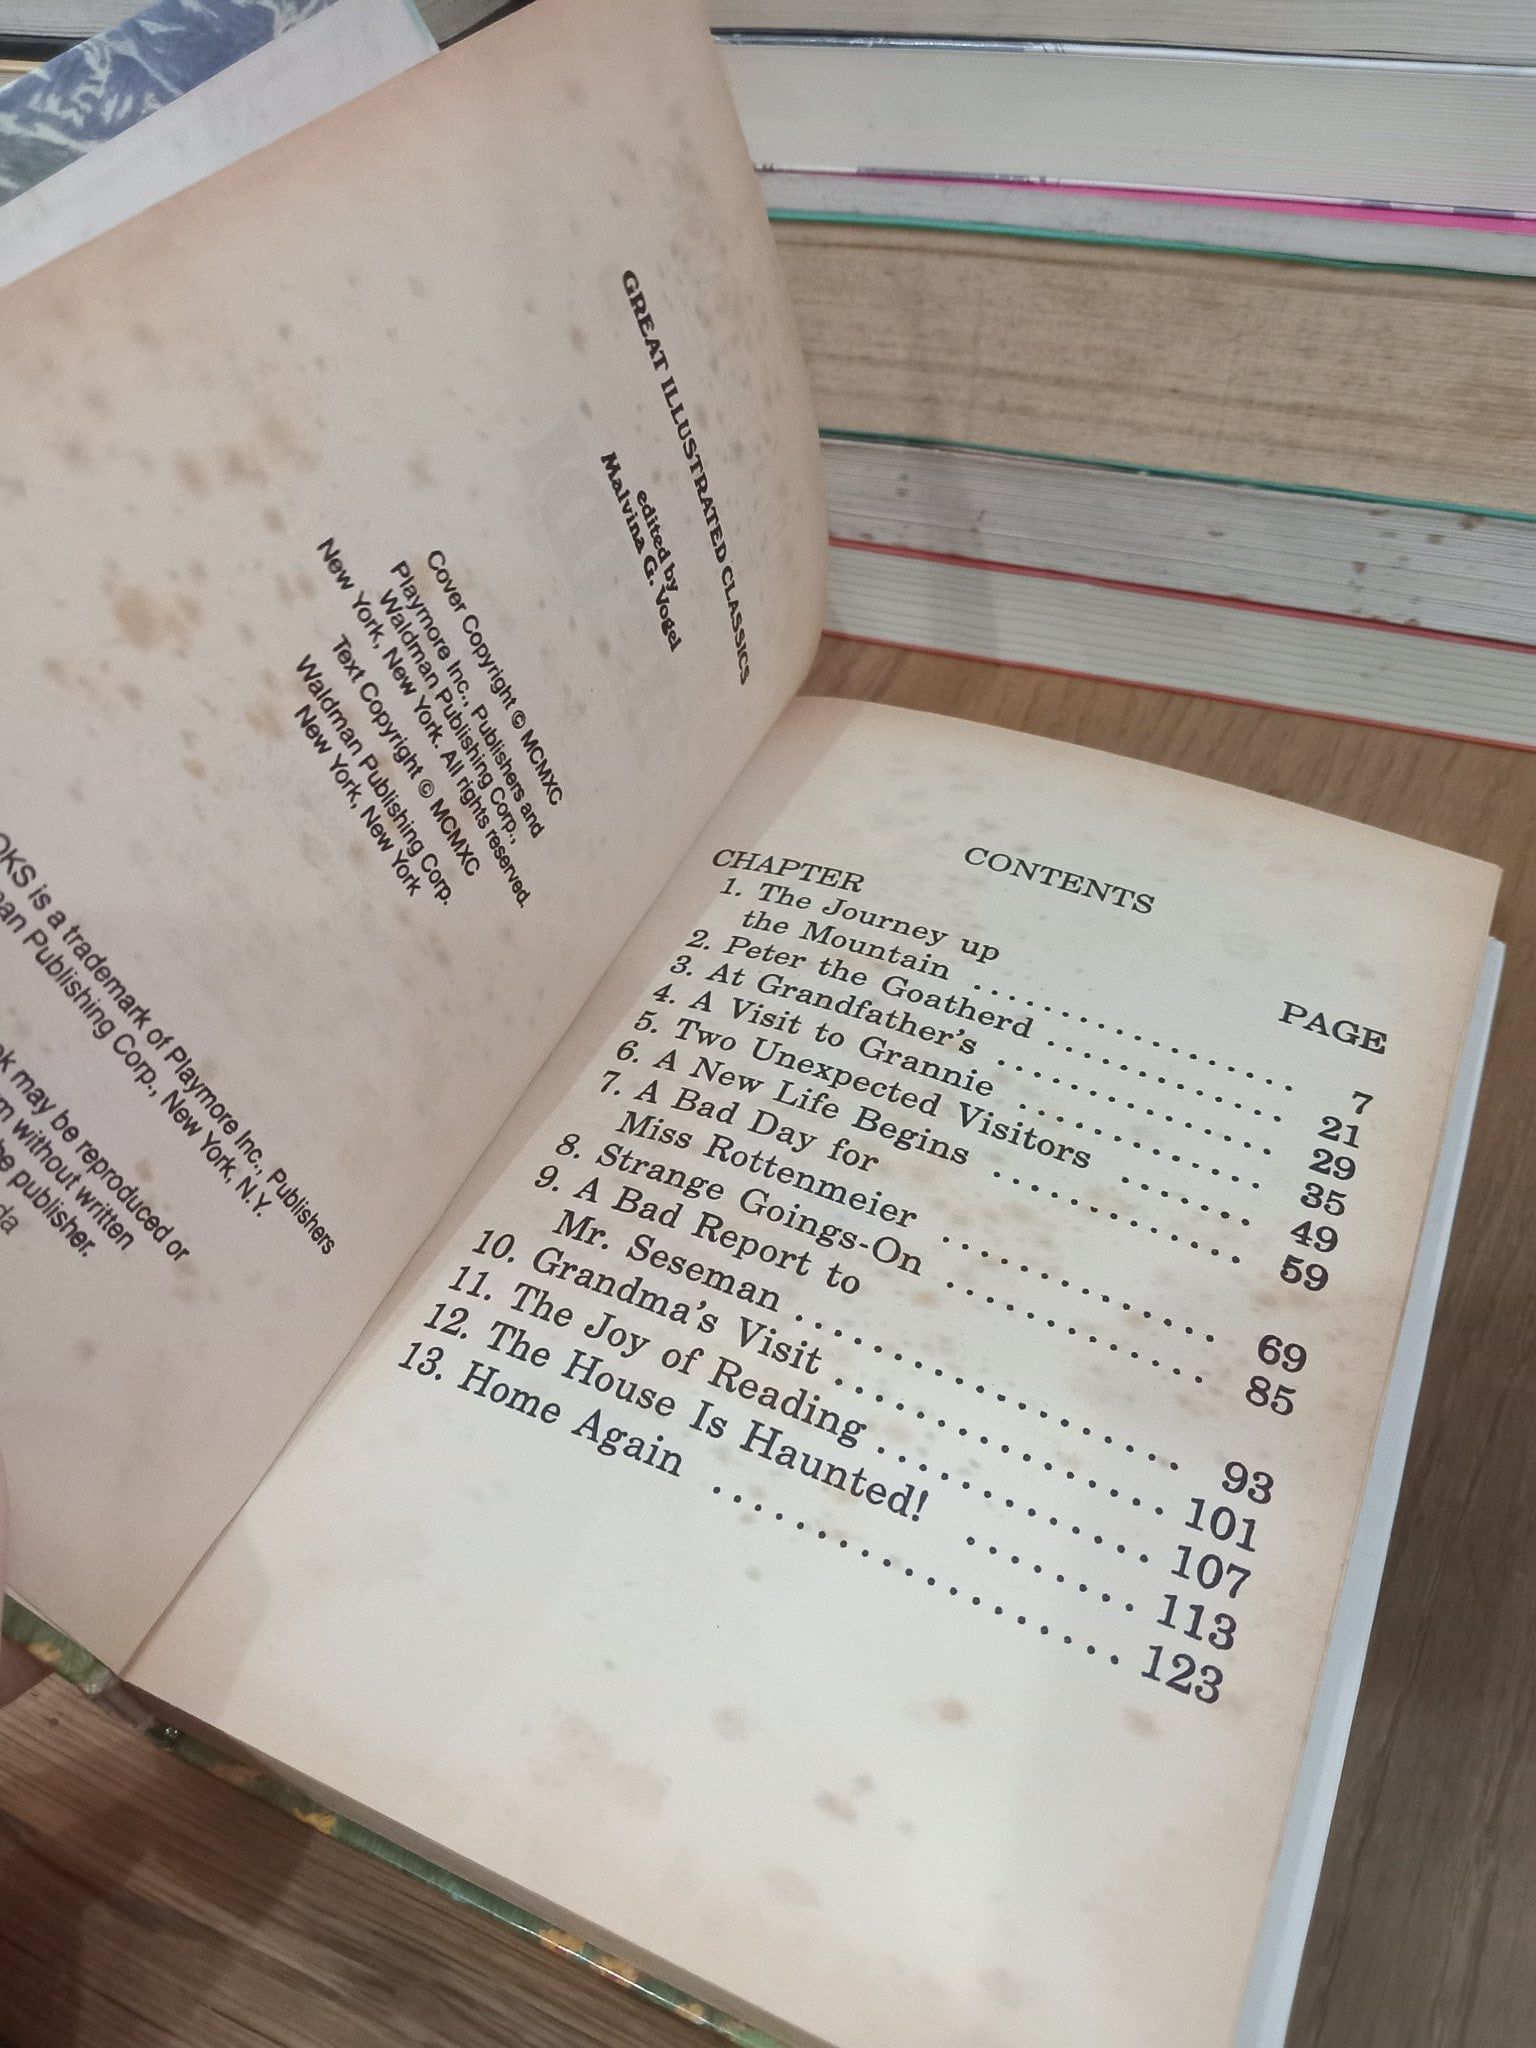 GREAT ILLUSTRATED CLASSICS
edited by
Malvina G. Vogel
Cover Copyright © MCMXC
Playmore Inc., Publishers and
Waldman Publishing Corp.,
New York, New York. All rights reserved.
Text Copyright © MCMXC
Waldman Publishing Corp.
New York, New York
is a trademark of Playmore Inc., Publishers
Publishing Corp., New York, N.Y.
may be reproduced or
without written
publisher.
CONTENTS
CHAPTER PAGE
1. The Journey up
the Mountain .......... 7
2. Peter the Goatherd .......... 21
3. At Grandfather's .......... 29
4. A Visit to Grannie .......... 35
5. Two Unexpected Visitors .......... 49
6. A New Life Begins .......... 59
7. A Bad Day for
Miss Rottenmeier .......... 69
8. Strange Goings-On .......... 85
9. A Bad Report to
Mr. Seseman .......... 93
10. Grandma's Visit .......... 101
11. The Joy of Reading .......... 107
12. The House Is Haunted! .......... 113
13. Home Again .......... 123